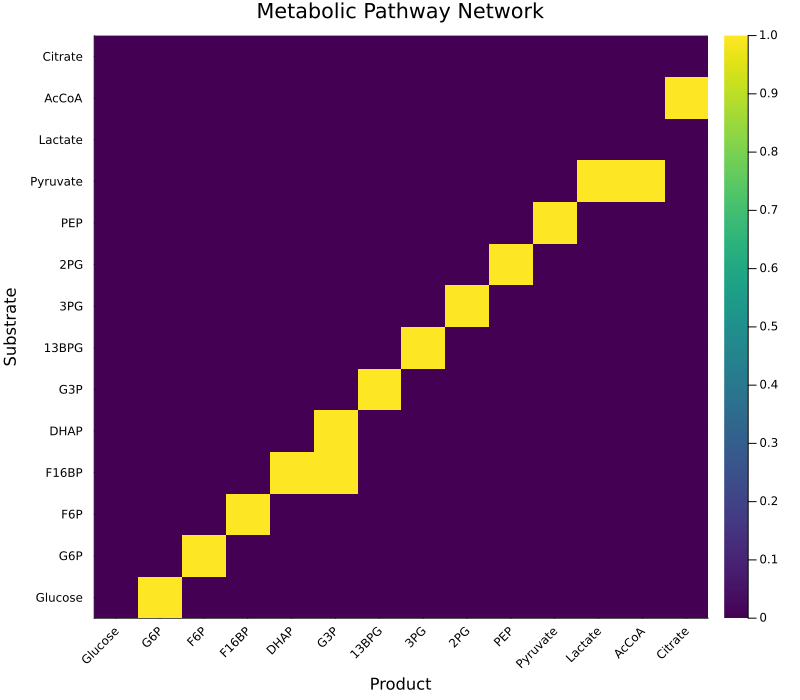 Metabolic Pathway Network
Citrate
AcCoA
Lactate
Pyruvate
PEP
2PG
3PG
13BPG
G3P
DHAP
F16BP
F6P
G6P
Glucose
Substrate
Glucose
G6P
F6P
F16BP
DHAP
G3P
13BPG
3PG
2PG
PEP
Pyruvate
Lactate
AcCoA
Citrate
Product
1.0
0.9
0.8
0.7
0.6
0.5
0.4
0.3
0.2
0.1
0